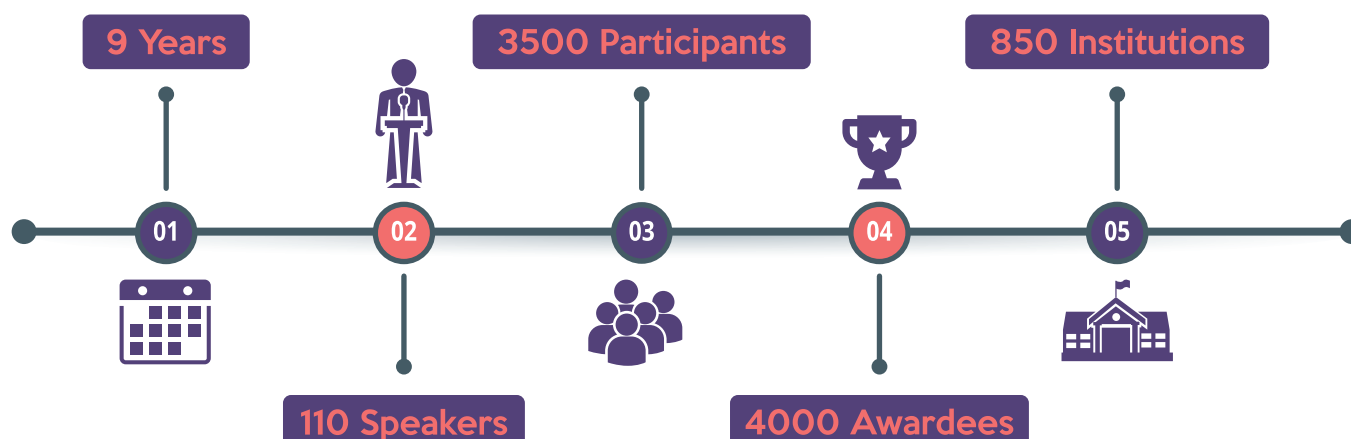 9 Years
3500 Participants
850 Institutions
01
02
03
04
05
110 Speakers
4000 Awardees